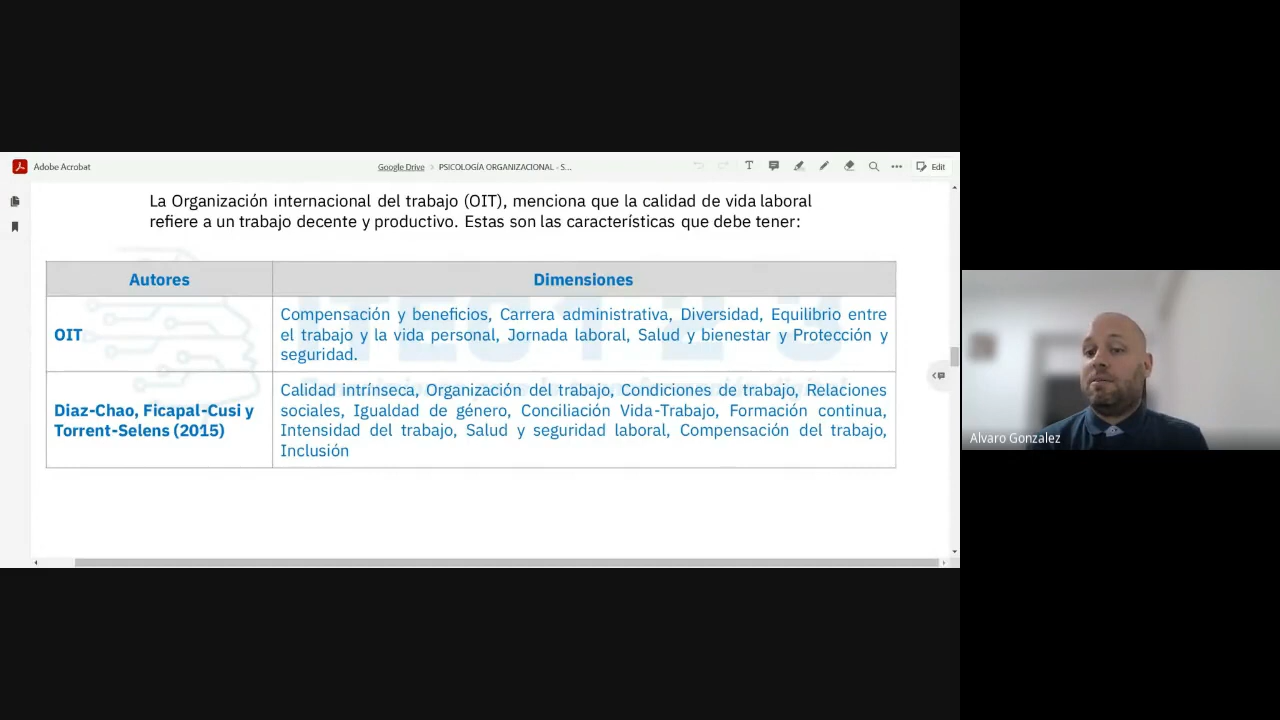 Adobe Acrobat
Google Drive > PSICOLOGÍA ORGANIZACIONAL - S...
Edit
La Organización internacional del trabajo (OIT), menciona que la calidad de vida laboral
refiere a un trabajo decente y productivo. Estas son las características que debe tener:
Autores
Dimensiones
OIT
Compensación y beneficios, Carrera administrativa, Diversidad, Equilibrio entre
el trabajo y la vida personal, Jornada laboral, Salud y bienestar y Protección y
seguridad.
Diaz-Chao, Ficapal-Cusi y
Torrent-Selens (2015)
Calidad intrínseca, Organización del trabajo, Condiciones de trabajo, Relaciones
sociales, Igualdad de género, Conciliación Vida-Trabajo, Formación continua,
Intensidad del trabajo, Salud y seguridad laboral, Compensación del trabajo,
Inclusión
Alvaro Gonzalez